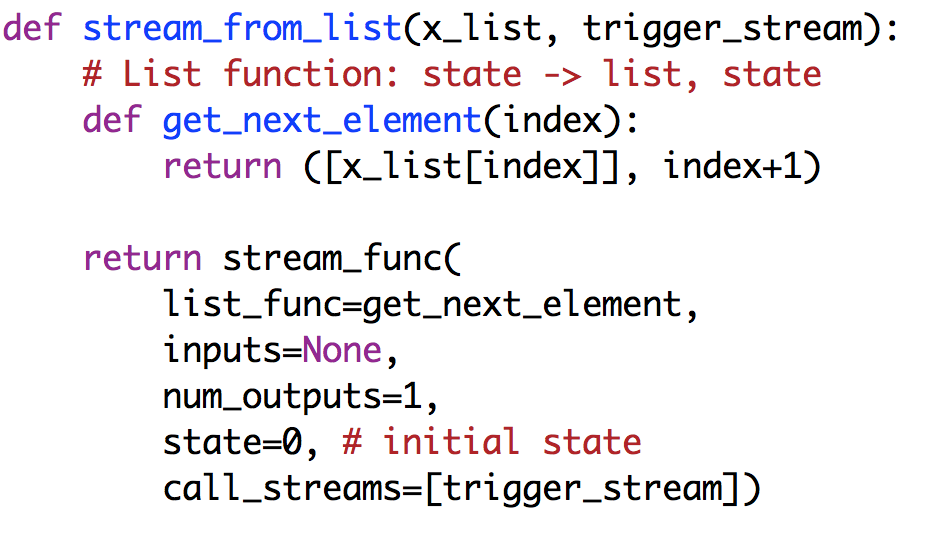 def stream_from_list(x_list, trigger_stream):
    # List function: state -> list, state
    def get_next_element(index):
        return ([x_list[index]], index+1)

    return stream_func(
        list_func=get_next_element,
        inputs=None,
        num_outputs=1,
        state=0, # initial state
        call_streams=[trigger_stream])